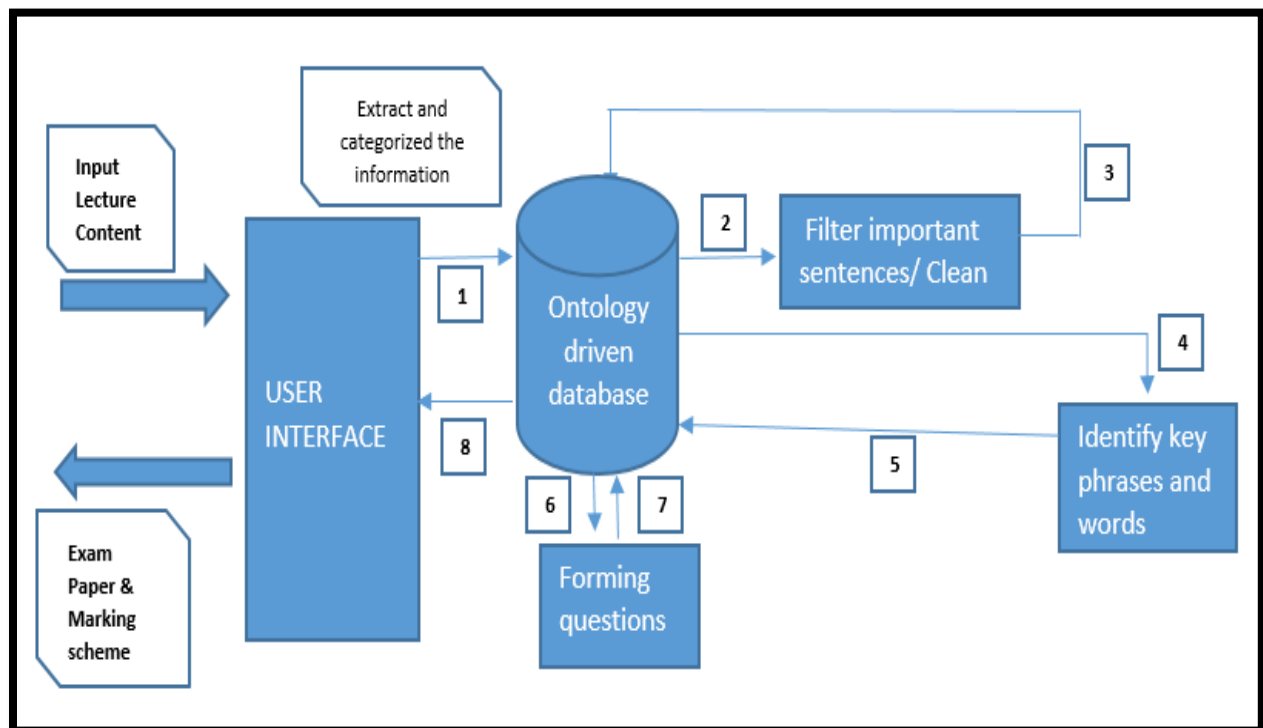 Extract and
categorized the
information
Input
Lecture
Content
3
2
Filter important
sentences/ Clean
1
Ontology
driven
database
4
USER
INTERFACE
8
Identify key
phrases and
words
5
6
7
Forming
questions
Exam
Paper &
Marking
scheme